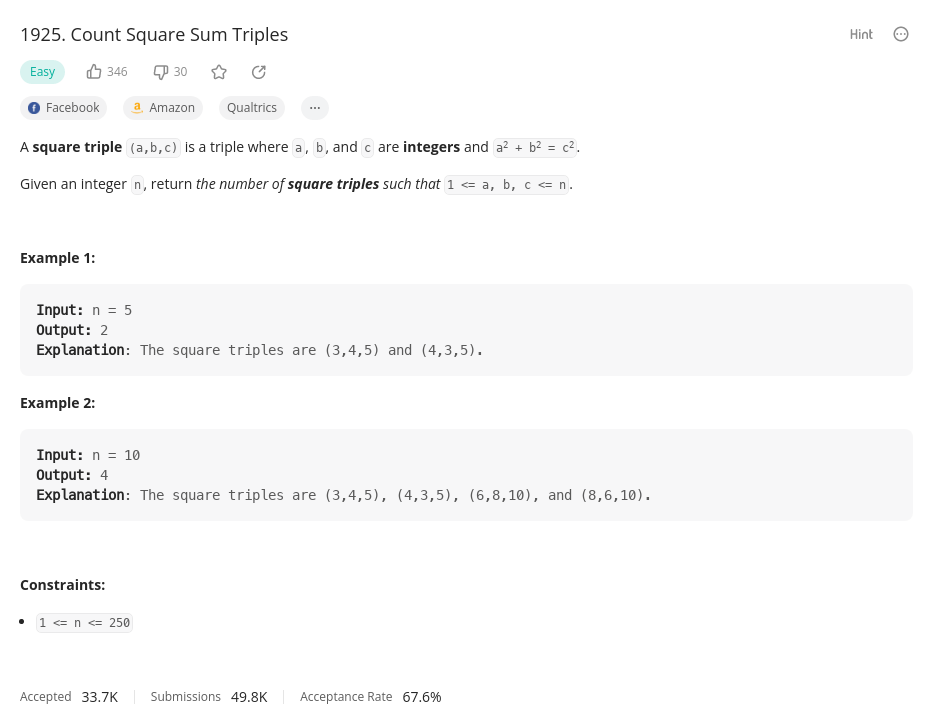 1925. Count Square Sum Triples Hint
Easy 346 30
Facebook Amazon Qualtrics ...
A square triple (a,b,c) is a triple where a, b, and c are integers and a² + b² = c².
Given an integer n, return the number of square triples such that 1 <= a, b, c <= n.
Example 1:
Input: n = 5
Output: 2
Explanation: The square triples are (3,4,5) and (4,3,5).
Example 2:
Input: n = 10
Output: 4
Explanation: The square triples are (3,4,5), (4,3,5), (6,8,10), and (8,6,10).
Constraints:
• 1 <= n <= 250
Accepted 33.7K Submissions 49.8K Acceptance Rate 67.6%